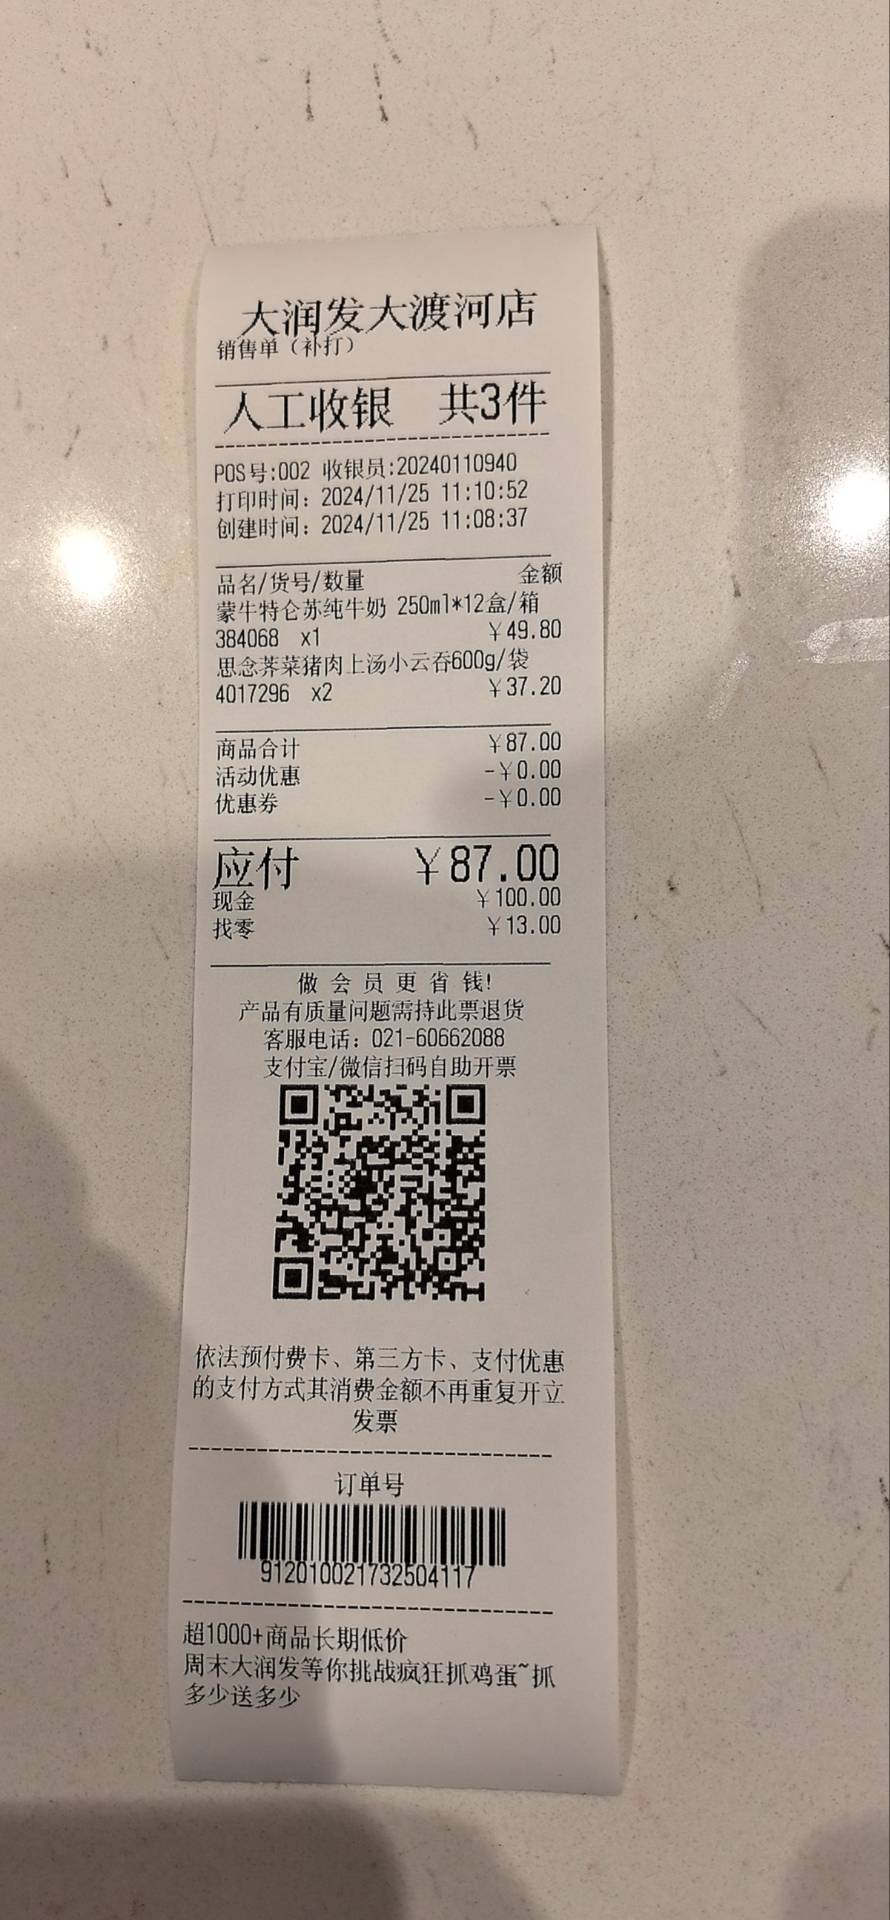 大润发大渡河店
销售单（补打）
人工收银 共3件
POS号:002 收银员:20240110940
打印时间：2024/11/25 11:10:52
创建时间：2024/11/25 11:08:37
品名/货号/数量 金额
蒙牛特仑苏纯牛奶 250ml*12盒/箱
384068 x1 ￥49.80
思念荠菜猪肉上汤小云吞600g/袋
4017296 x2 ￥37.20
商品合计 ￥87.00
活动优惠 -￥0.00
优惠券 -￥0.00
应付 ￥87.00
现金 ￥100.00
找零 ￥13.00
做会员更省钱!
产品有质量问题需持此票退货
客服电话：021-60662088
支付宝/微信扫码自助开票
依法预付费卡、第三方卡、支付优惠
的支付方式其消费金额不再重复开立
发票
订单号
912010021732504117
超1000+商品长期低价
周末大润发等你挑战疯狂抓鸡蛋~抓
多少送多少